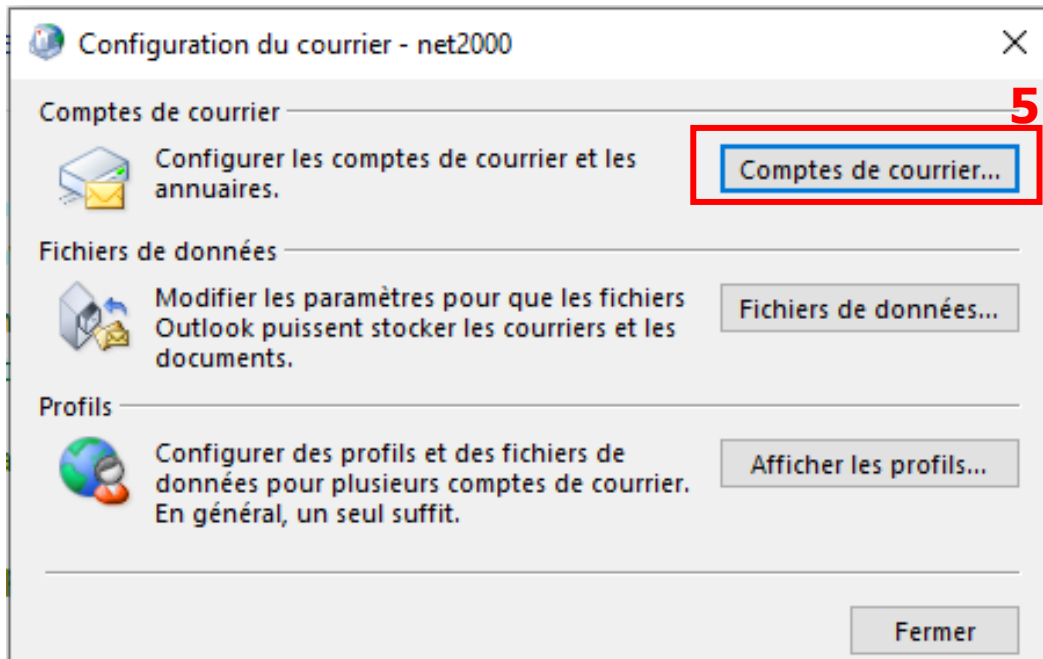 Configuration du courrier - net2000
Comptes de courrier
5
Configurer les comptes de courrier et les
annuaires.
Comptes de courrier...
Fichiers de données
Modifier les paramètres pour que les fichiers
Outlook puissent stocker les courriers et les
documents.
Fichiers de données...
Profils
Configurer des profils et des fichiers de
données pour plusieurs comptes de courrier.
En général, un seul suffit.
Afficher les profils...
Fermer